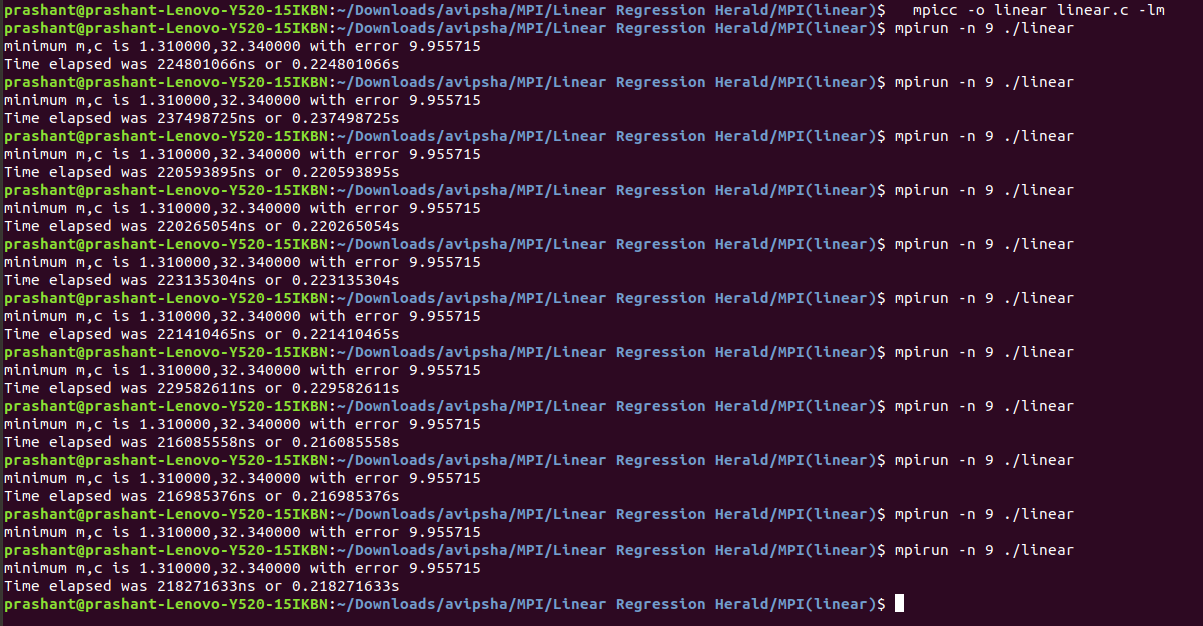 prashant@prashant-Lenovo-Y520-15IKBN:~/Downloads/avipsha/MPI/Linear Regression Herald/MPI(linear)$   mpicc -o linear linear.c -lm
prashant@prashant-Lenovo-Y520-15IKBN:~/Downloads/avipsha/MPI/Linear Regression Herald/MPI(linear)$ mpirun -n 9 ./linear
minimum m,c is 1.310000,32.340000 with error 9.955715
Time elapsed was 224801066ns or 0.224801066s
prashant@prashant-Lenovo-Y520-15IKBN:~/Downloads/avipsha/MPI/Linear Regression Herald/MPI(linear)$ mpirun -n 9 ./linear
minimum m,c is 1.310000,32.340000 with error 9.955715
Time elapsed was 237498725ns or 0.237498725s
prashant@prashant-Lenovo-Y520-15IKBN:~/Downloads/avipsha/MPI/Linear Regression Herald/MPI(linear)$ mpirun -n 9 ./linear
minimum m,c is 1.310000,32.340000 with error 9.955715
Time elapsed was 220593895ns or 0.220593895s
prashant@prashant-Lenovo-Y520-15IKBN:~/Downloads/avipsha/MPI/Linear Regression Herald/MPI(linear)$ mpirun -n 9 ./linear
minimum m,c is 1.310000,32.340000 with error 9.955715
Time elapsed was 220265054ns or 0.220265054s
prashant@prashant-Lenovo-Y520-15IKBN:~/Downloads/avipsha/MPI/Linear Regression Herald/MPI(linear)$ mpirun -n 9 ./linear
minimum m,c is 1.310000,32.340000 with error 9.955715
Time elapsed was 223135304ns or 0.223135304s
prashant@prashant-Lenovo-Y520-15IKBN:~/Downloads/avipsha/MPI/Linear Regression Herald/MPI(linear)$ mpirun -n 9 ./linear
minimum m,c is 1.310000,32.340000 with error 9.955715
Time elapsed was 221410465ns or 0.221410465s
prashant@prashant-Lenovo-Y520-15IKBN:~/Downloads/avipsha/MPI/Linear Regression Herald/MPI(linear)$ mpirun -n 9 ./linear
minimum m,c is 1.310000,32.340000 with error 9.955715
Time elapsed was 229582611ns or 0.229582611s
prashant@prashant-Lenovo-Y520-15IKBN:~/Downloads/avipsha/MPI/Linear Regression Herald/MPI(linear)$ mpirun -n 9 ./linear
minimum m,c is 1.310000,32.340000 with error 9.955715
Time elapsed was 216085558ns or 0.216085558s
prashant@prashant-Lenovo-Y520-15IKBN:~/Downloads/avipsha/MPI/Linear Regression Herald/MPI(linear)$ mpirun -n 9 ./linear
minimum m,c is 1.310000,32.340000 with error 9.955715
Time elapsed was 216985376ns or 0.216985376s
prashant@prashant-Lenovo-Y520-15IKBN:~/Downloads/avipsha/MPI/Linear Regression Herald/MPI(linear)$ mpirun -n 9 ./linear
minimum m,c is 1.310000,32.340000 with error 9.955715
prashant@prashant-Lenovo-Y520-15IKBN:~/Downloads/avipsha/MPI/Linear Regression Herald/MPI(linear)$ mpirun -n 9 ./linear
minimum m,c is 1.310000,32.340000 with error 9.955715
Time elapsed was 218271633ns or 0.218271633s
prashant@prashant-Lenovo-Y520-15IKBN:~/Downloads/avipsha/MPI/Linear Regression Herald/MPI(linear)$